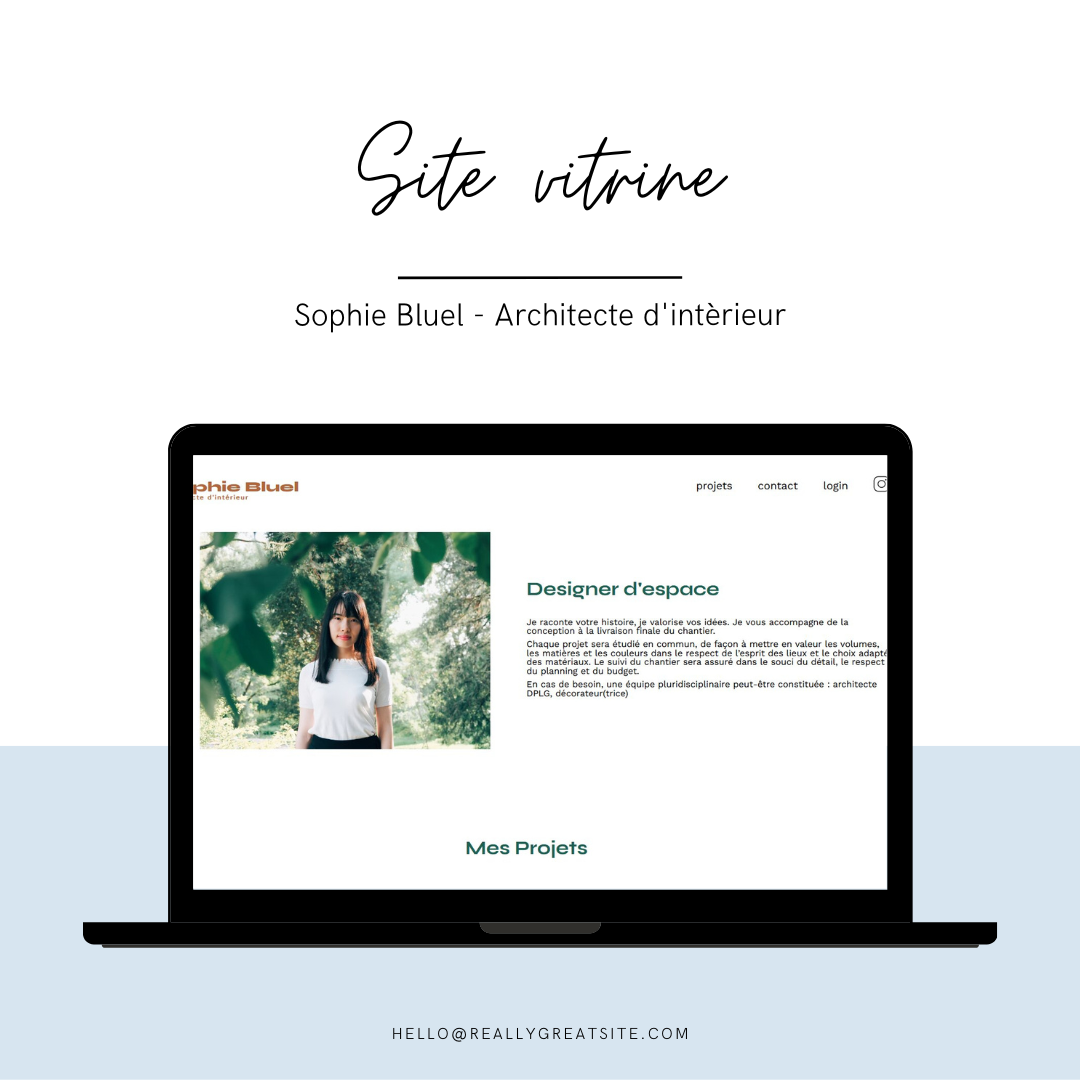 Site vitrine
Sophie Bluel - Architecte d'intèrieur
phie Bluel
cte d'intérieur
projets contact login
Designer d'espace
Je raconte votre histoire, je valorise vos idées. Je vous accompagne de la
conception à la livraison finale du chantier.
Chaque projet sera étudié en commun, de façon à mettre en valeur les volumes,
les matières et les couleurs dans le respect de l'esprit des lieux et le choix adapté
des matériaux. Le suivi du chantier sera assuré dans le souci du détail, le respect
du planning et du budget.
En cas de besoin, une équipe pluridisciplinaire peut-être constituée : architecte
DPLG, décorateur(trice)
Mes Projets
HELLO@REALLYGREATSITE.COM